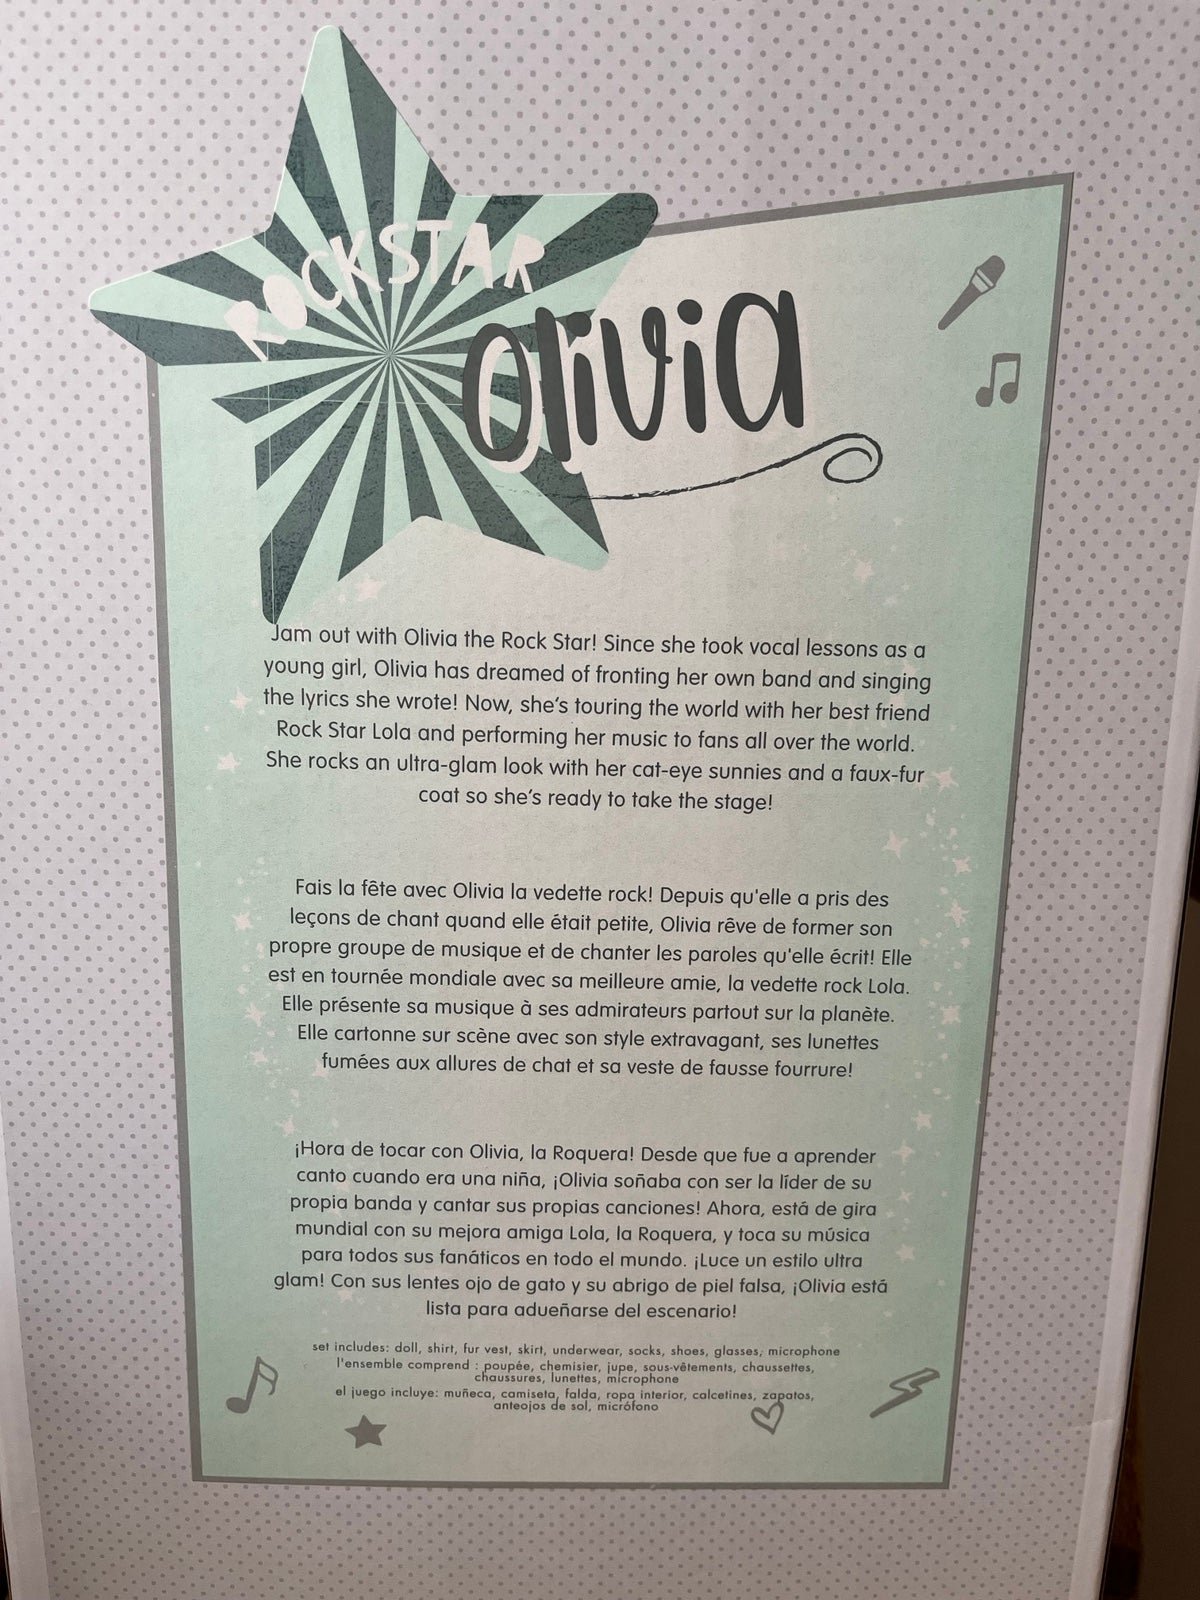 ROCKSTAR
Olivia
Jam out with Olivia the Rock Star! Since she took vocal lessons as a
young girl, Olivia has dreamed of fronting her own band and singing
the lyrics she wrote! Now, she's touring the world with her best friend
Rock Star Lola and performing her music to fans all over the world.
She rocks an ultra-glam look with her cat-eye sunnies and a faux-fur
coat so she's ready to take the stage!
Fais la fête avec Olivia la vedette rock! Depuis qu'elle a pris des
leçons de chant quand elle était petite, Olivia rêve de former son
propre groupe de musique et de chanter les paroles qu'elle écrit! Elle
est en tournée mondiale avec sa meilleure amie, la vedette rock Lola.
Elle présente sa musique à ses admirateurs partout sur la planète.
Elle cartonne sur scène avec son style extravagant, ses lunettes
fumées aux allures de chat et sa veste de fausse fourrure!
¡Hora de tocar con Olivia, la Roquera! Desde que fue a aprender
canto cuando era una niña, ¡Olivia soñaba con ser la líder de su
propia banda y cantar sus propias canciones! Ahora, está de gira
mundial con su mejora amiga Lola, la Roquera, y toca su música
para todos sus fanáticos en todo el mundo. ¡Luce un estilo ultra
glam! Con sus lentes ojo de gato y su abrigo de piel falsa, ¡Olivia está
lista para adueñarse del escenario!
set includes: doll, shirt, fur vest, skirt, underwear, socks, shoes, glasses, microphone
l'ensemble comprend : poupée, chemisier, jupe, sous-vêtements, chaussettes,
chaussures, lunettes, microphone
el juego incluye: muñeca, camiseta, falda, ropa interior, calcetines, zapatos,
anteojos de sol, micrófono